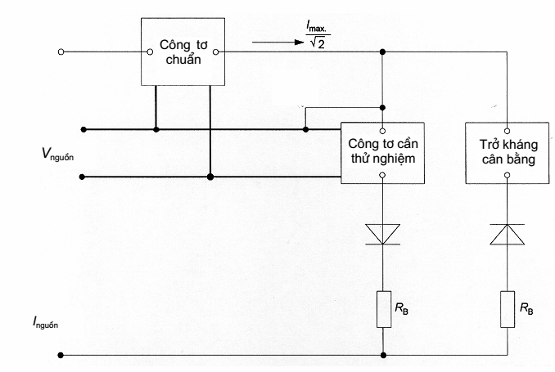 Công tơ
chuẩn
Imax.
√2
Vnguồn
Công tơ cần
thử nghiệm
Trở kháng
cân bằng
RB
RB
Inguồn